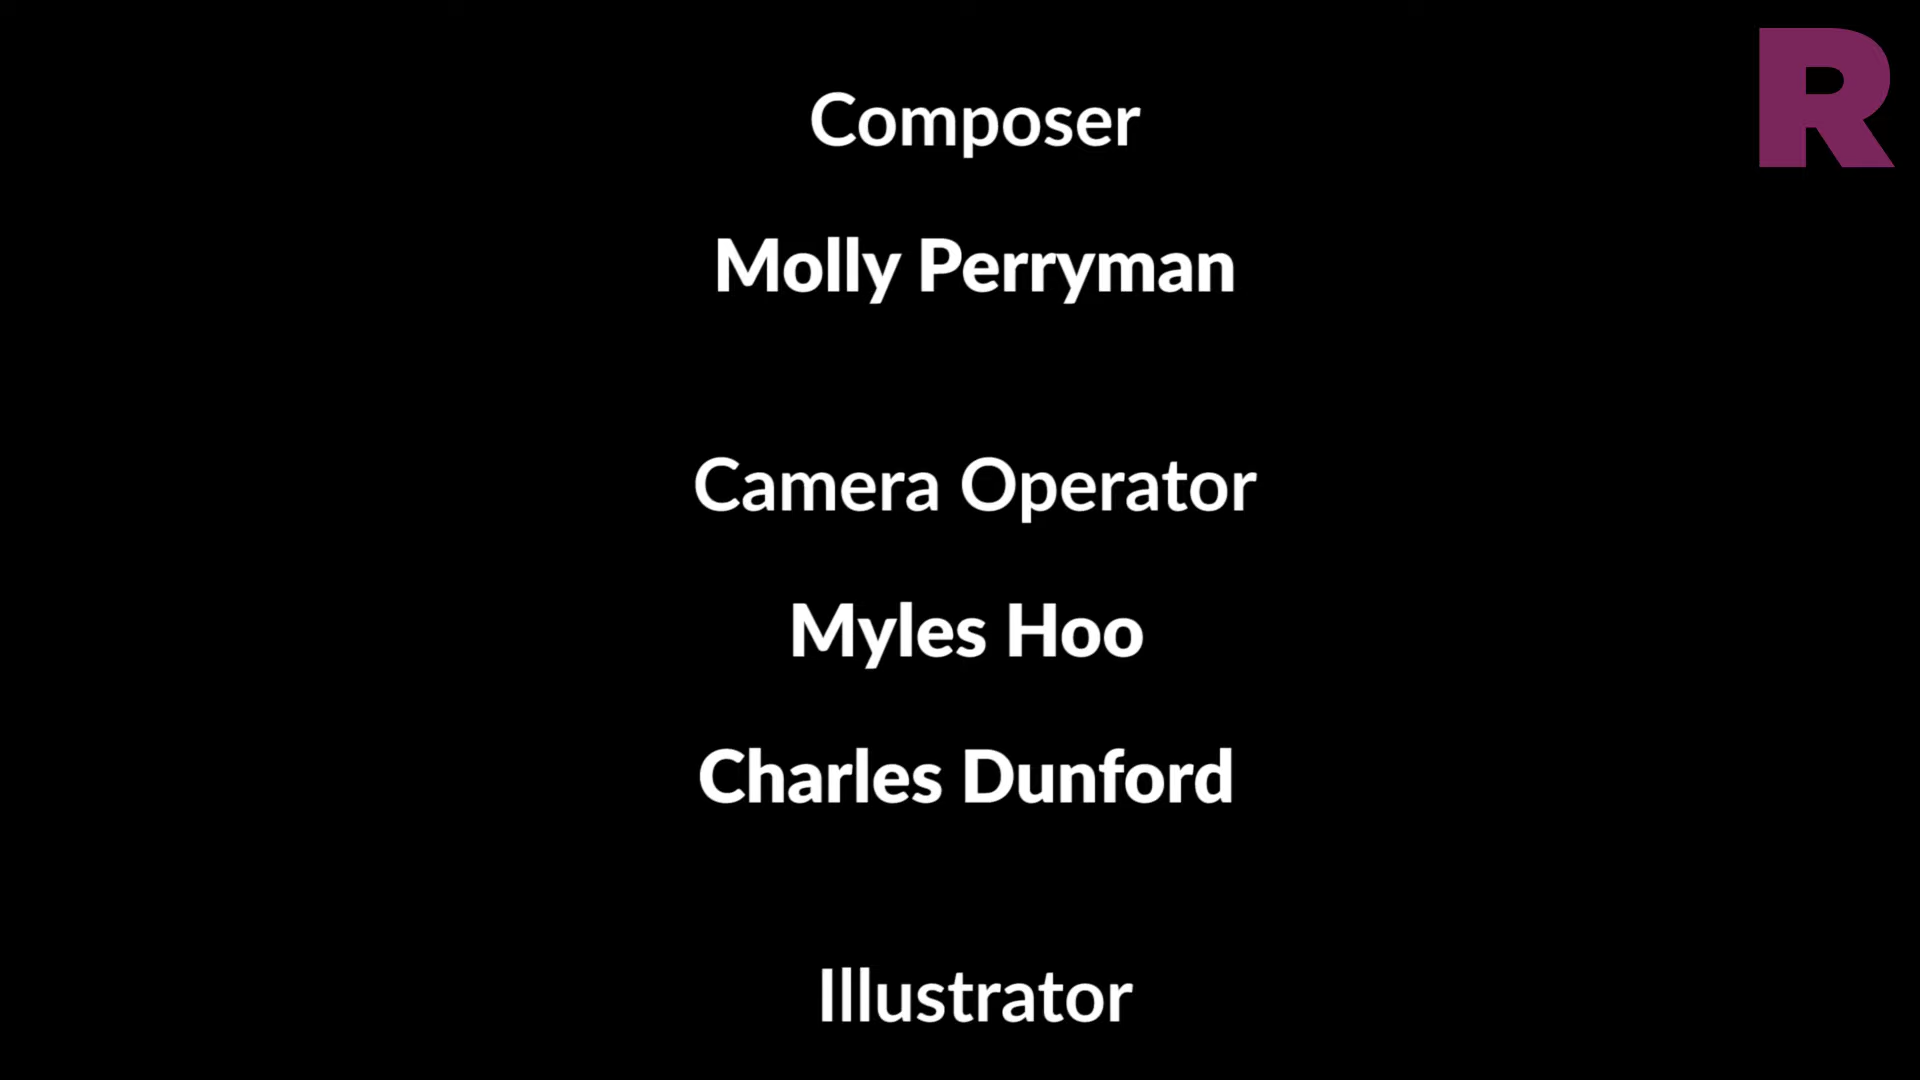 R
Composer
Molly Perryman
Camera Operator
Myles Hoo
Charles Dunford
Illustrator